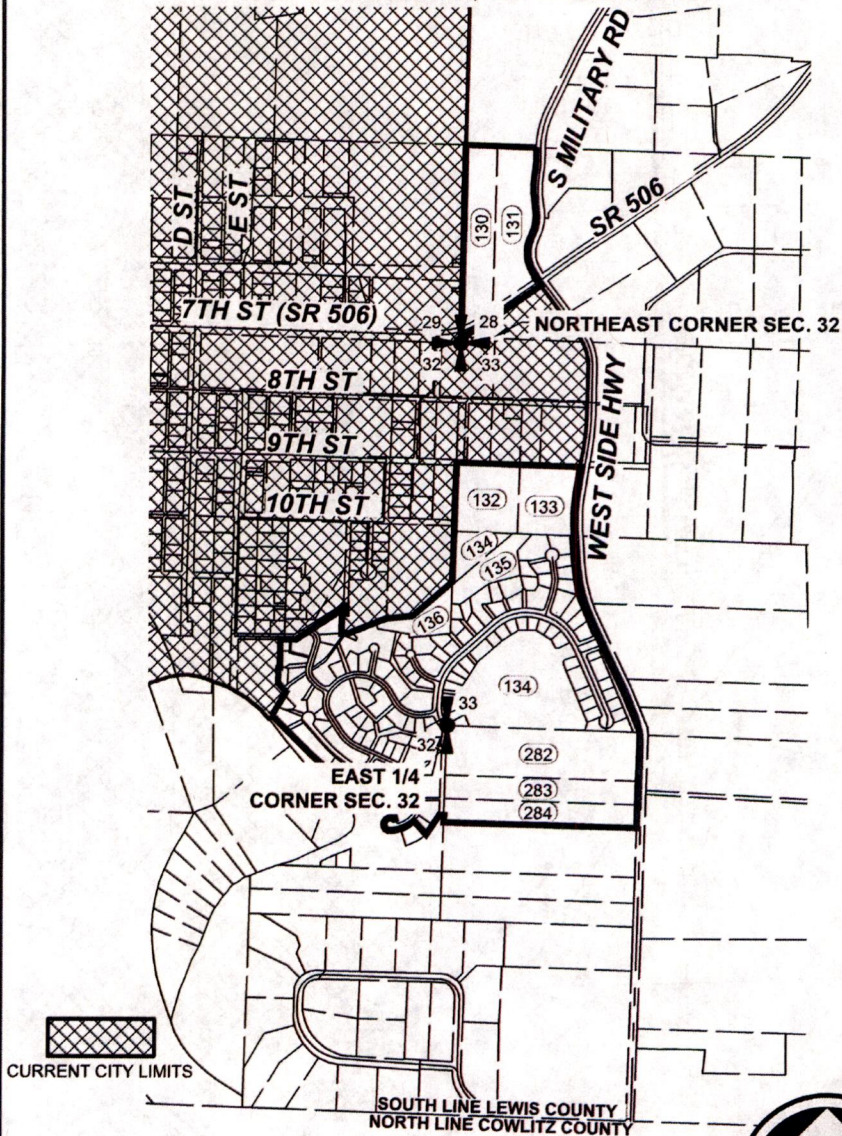 S MILITARY RD
D ST
E ST
130
131
SR 506
7TH ST (SR 506)
29
28
NORTHEAST CORNER SEC. 32
32
33
8TH ST
9TH ST
WEST SIDE HWY
10TH ST
132
133
134
135
136
134
33
32
282
EAST 1/4
CORNER SEC. 32
283
284
CURRENT CITY LIMITS
SOUTH LINE LEWIS COUNTY
NORTH LINE COWLITZ COUNTY